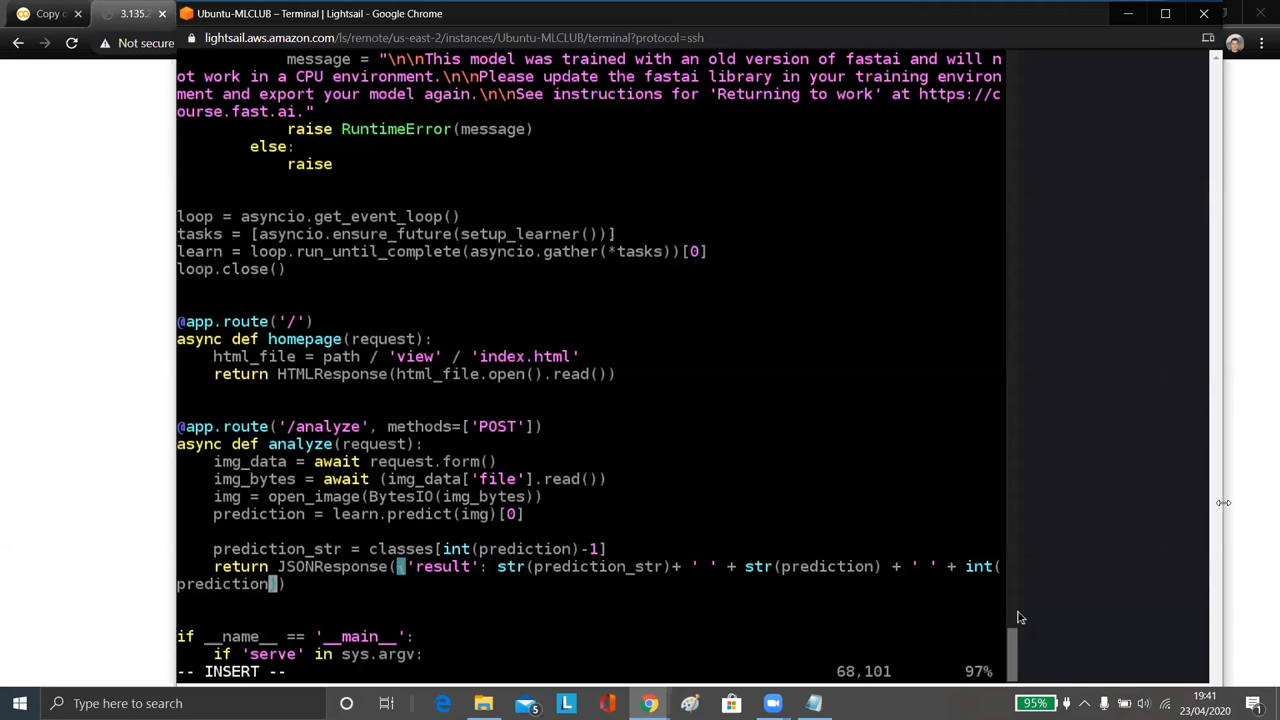 Copy o
3.135.2
Ubuntu-MLCLUB – Terminal | Lightsail - Google Chrome
Not secure
lightsail.aws.amazon.com/ls/remote/us-east-2/instances/Ubuntu-MLCLUB/terminal?protocol=ssh
message = "\n\nThis model was trained with an old version of fastai and will n
ot work in a CPU environment.\n\nPlease update the fastai library in your training environ
ment and export your model again.\n\nSee instructions for 'Returning to work' at https://c
ourse.fast.ai."
raise RuntimeError(message)
else:
raise
loop = asyncio.get_event_loop()
tasks = [asyncio.ensure_future(setup_learner())]
learn = loop.run_until_complete(asyncio.gather(*tasks))[0]
loop.close()
@app.route('/')
async def homepage(request):
html_file = path / 'view' / 'index.html'
return HTMLResponse(html_file.open().read())
@app.route('/analyze', methods=['POST'])
async def analyze(request):
img_data = await request.form()
img_bytes = await (img_data['file'].read())
img = open_image(BytesIO(img_bytes))
prediction = learn.predict(img)[0]
prediction_str = classes[int(prediction)-1]
return JSONResponse({'result': str(prediction_str)+ ' ' + str(prediction) + ' ' + int(
prediction})
if __name__ == '__main__':
if 'serve' in sys.argv:
-- INSERT --
68,101
97%
Type here to search
5
L
95%
19:41
23/04/2020
1